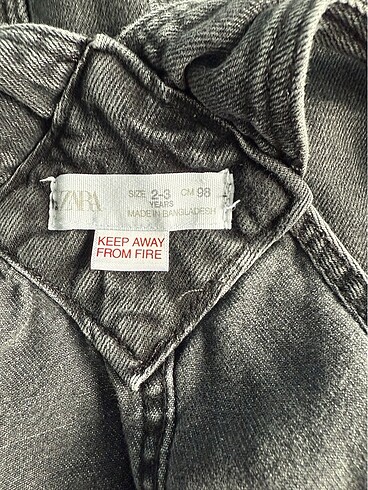 ZARA
SIZE 2-3 CM 98
YEARS
MADE IN BANGLADESH
KEEP AWAY
FROM FIRE